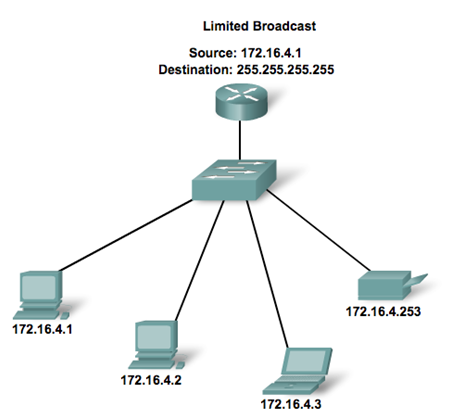 Limited Broadcast
Source: 172.16.4.1
Destination: 255.255.255.255
172.16.4.253
172.16.4.1
172.16.4.2
172.16.4.3